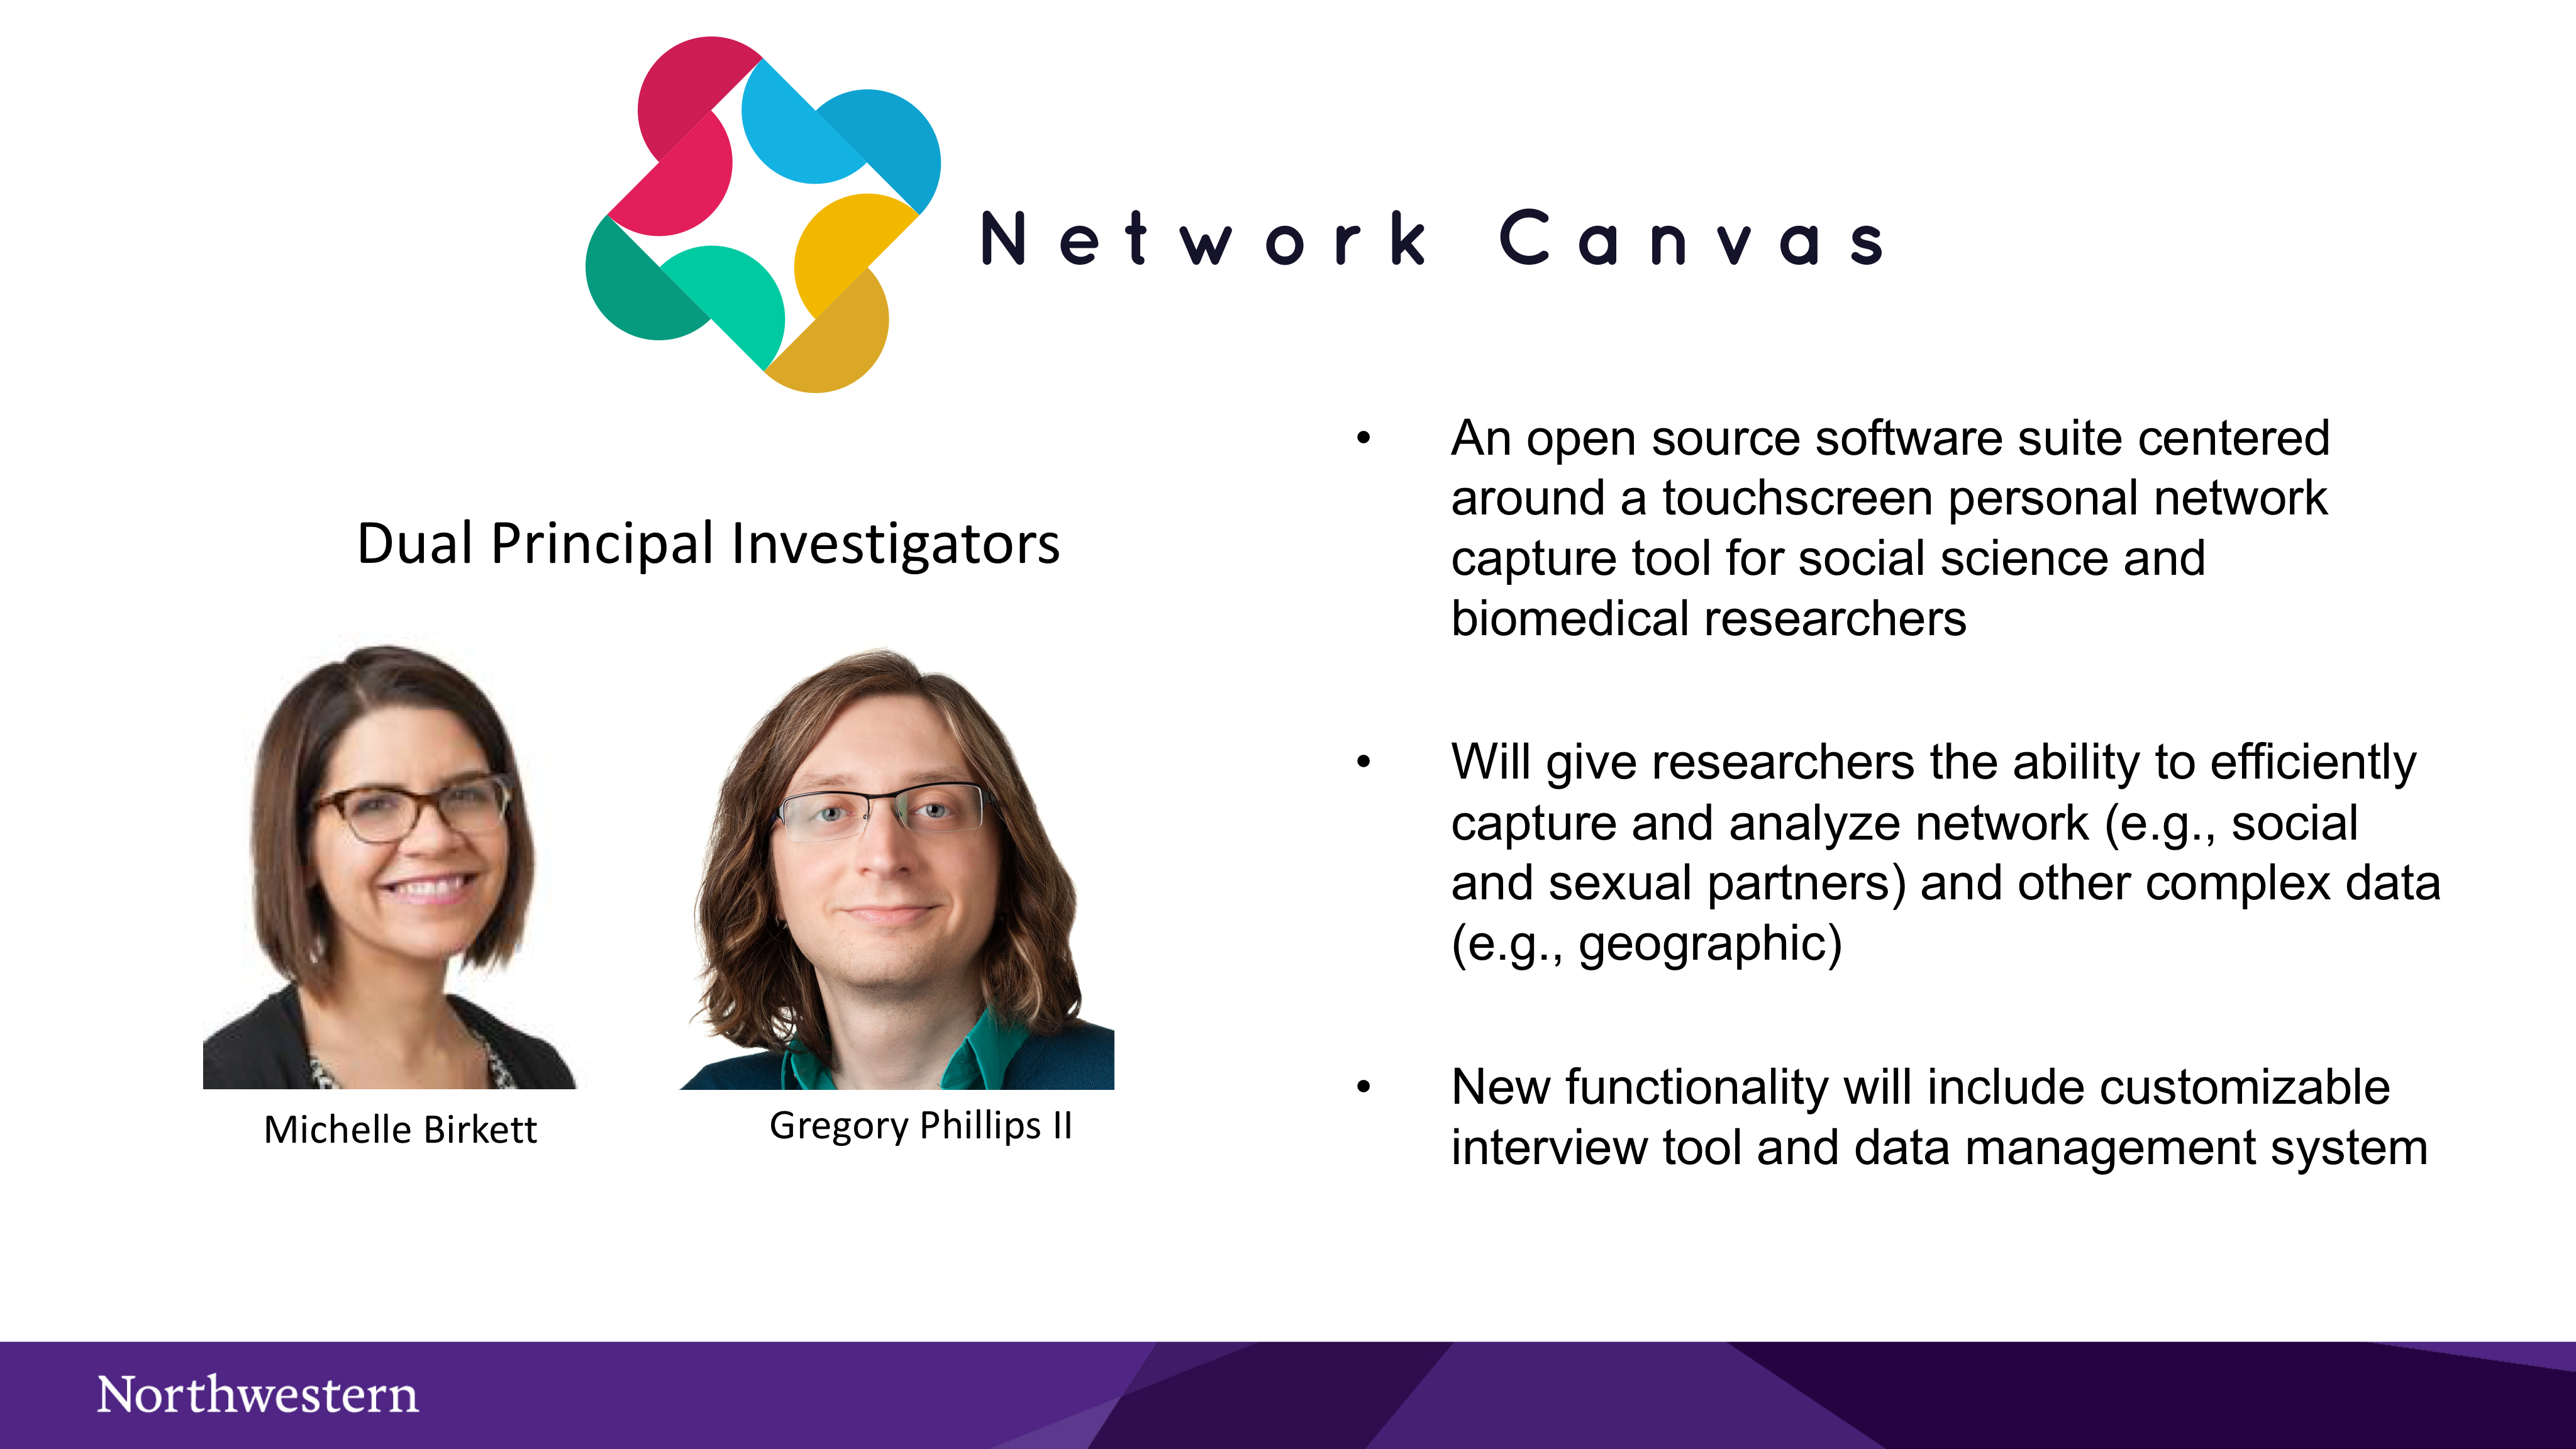 Network Canvas
Dual Principal Investigators
Michelle Birkett
Gregory Phillips II
• An open source software suite centered
around a touchscreen personal network
capture tool for social science and
biomedical researchers
• Will give researchers the ability to efficiently
capture and analyze network (e.g., social
and sexual partners) and other complex data
(e.g., geographic)
• New functionality will include customizable
interview tool and data management system
Northwestern